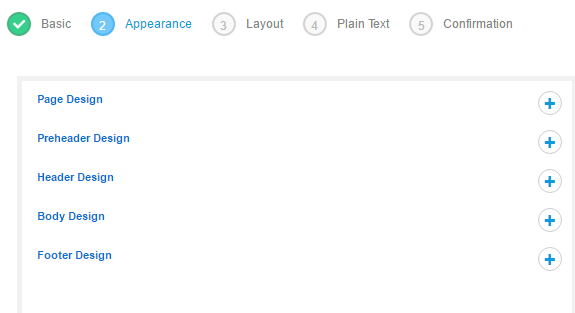 Basic 2 Appearance 3 Layout 4 Plain Text 5 Confirmation
Page Design
Preheader Design
Header Design
Body Design
Footer Design